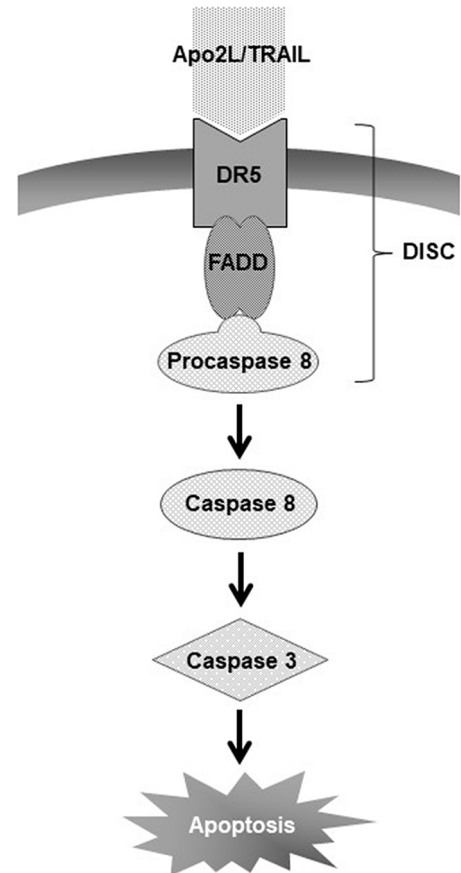 Apo2L/TRAIL
DR5
DISC
FADD
Procaspase 8
Caspase 8
Caspase 3
Apoptosis